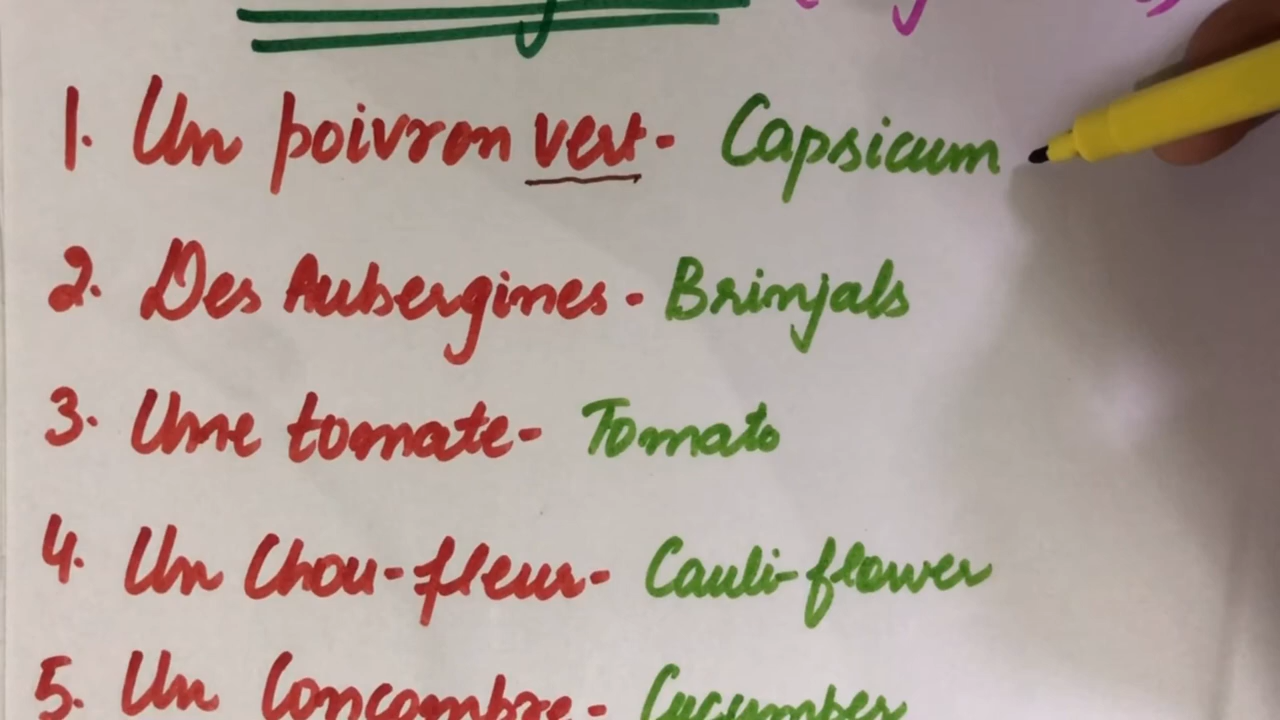 1. Un poivron vert - Capsicum
2. Des Aubergines - Brinjals
3. Une tomate - Tomato
4. Un Chou-fleur - Cauli-flower
5. Un Concombre - Cucumber